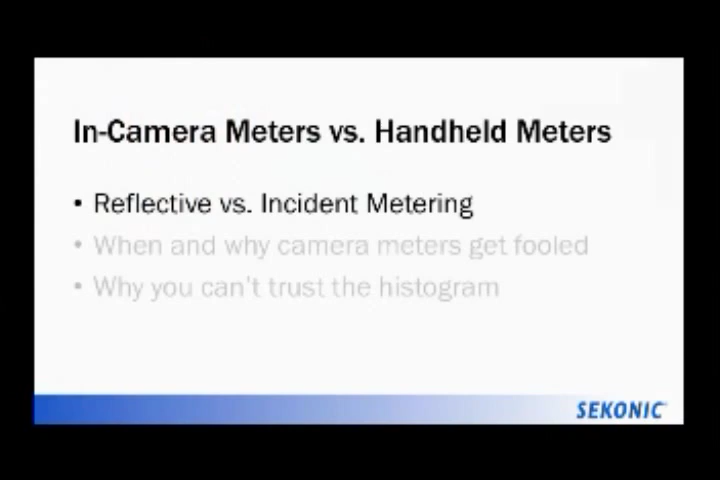 In-Camera Meters vs. Handheld Meters
• Reflective vs. Incident Metering
• When and why camera meters get fooled
• Why you can't trust the histogram
SEKONIC